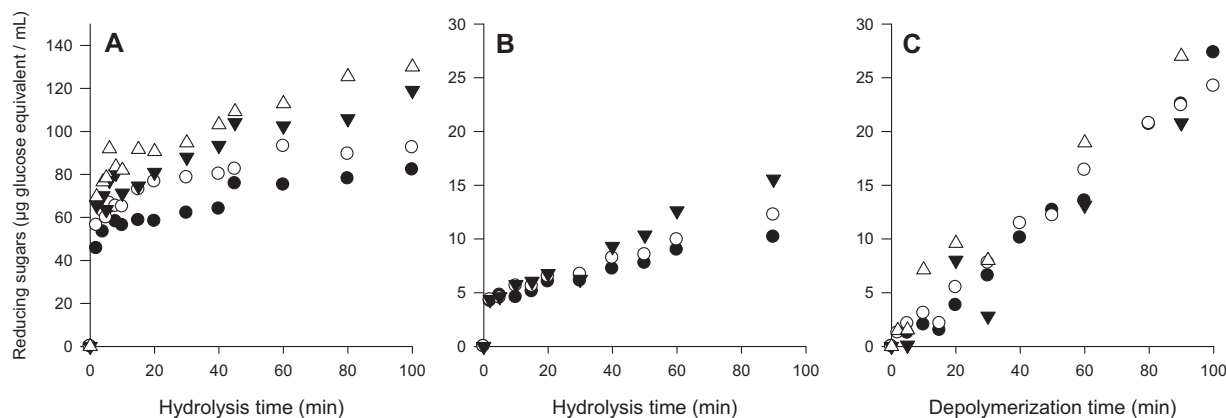 A
B
C
Reducing sugars (µg glucose equivalent / mL)
140
120
100
80
60
40
20
0
30
25
20
15
10
5
0
30
25
20
15
10
5
0
0 20 40 60 80 100
0 20 40 60 80 100
0 20 40 60 80 100
Hydrolysis time (min)
Hydrolysis time (min)
Depolymerization time (min)